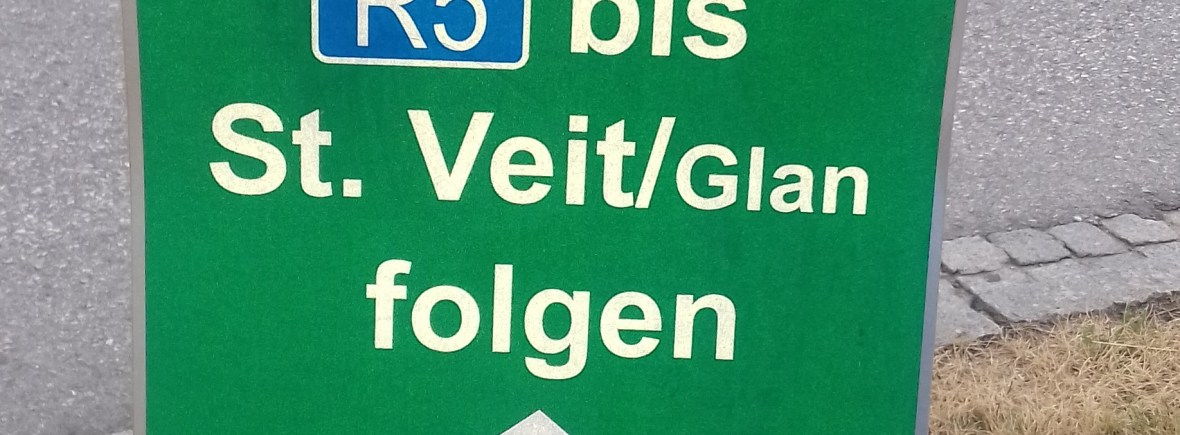 R5 bis
St. Veit/Glan
folgen